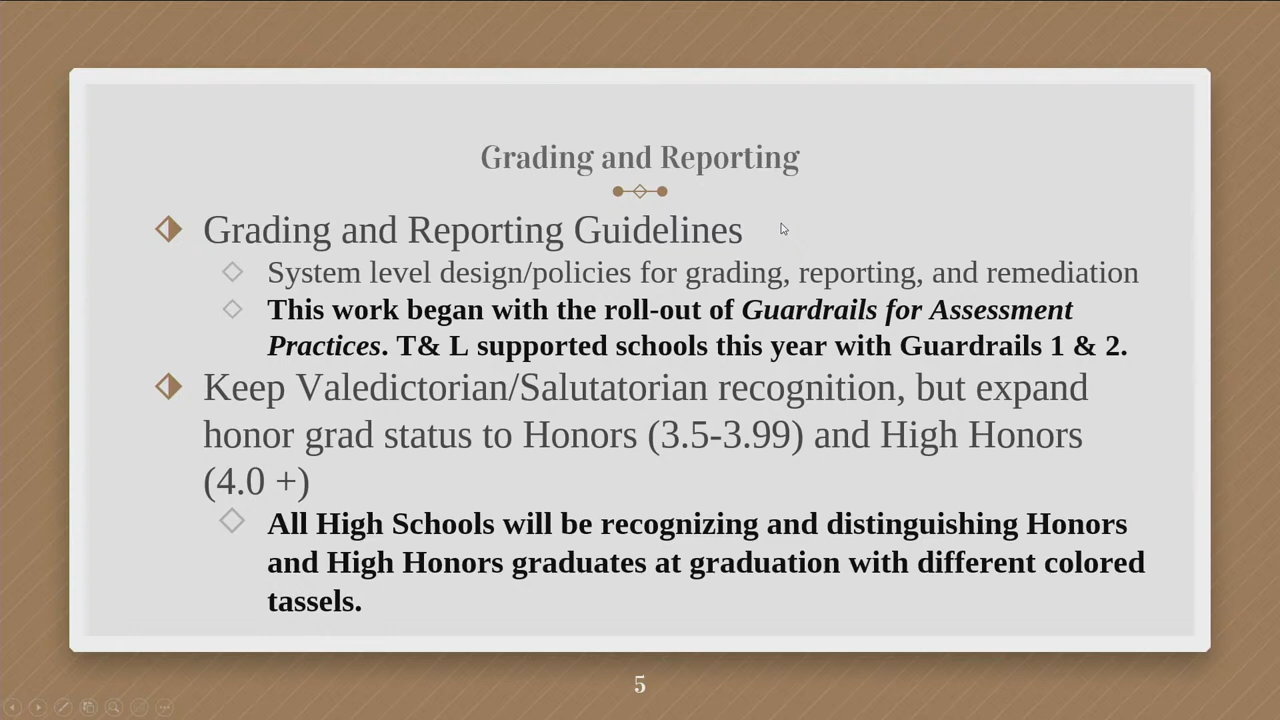 Grading and Reporting
Grading and Reporting Guidelines
System level design/policies for grading, reporting, and remediation
This work began with the roll-out of Guardrails for Assessment
Practices. T& L supported schools this year with Guardrails 1 & 2.
Keep Valedictorian/Salutatorian recognition, but expand
honor grad status to Honors (3.5-3.99) and High Honors
(4.0 +)
All High Schools will be recognizing and distinguishing Honors
and High Honors graduates at graduation with different colored
tassels.
5